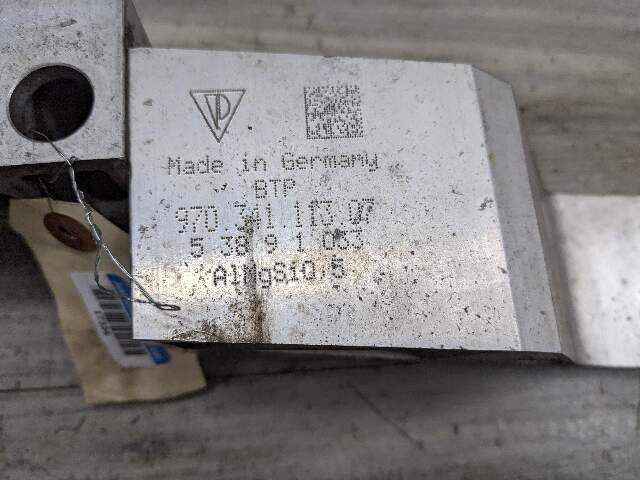 Made in Germany
BTP
970 341 113 07
5 38 9 1 063
AlMgSi0,5